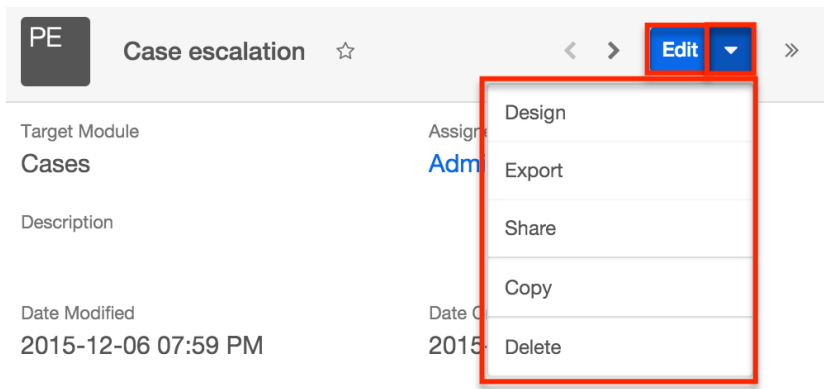 PE
Case escalation
Edit
Design
Target Module
Cases
Export
Description
Share
Copy
Date Modified
2015-12-06 07:59 PM
Delete